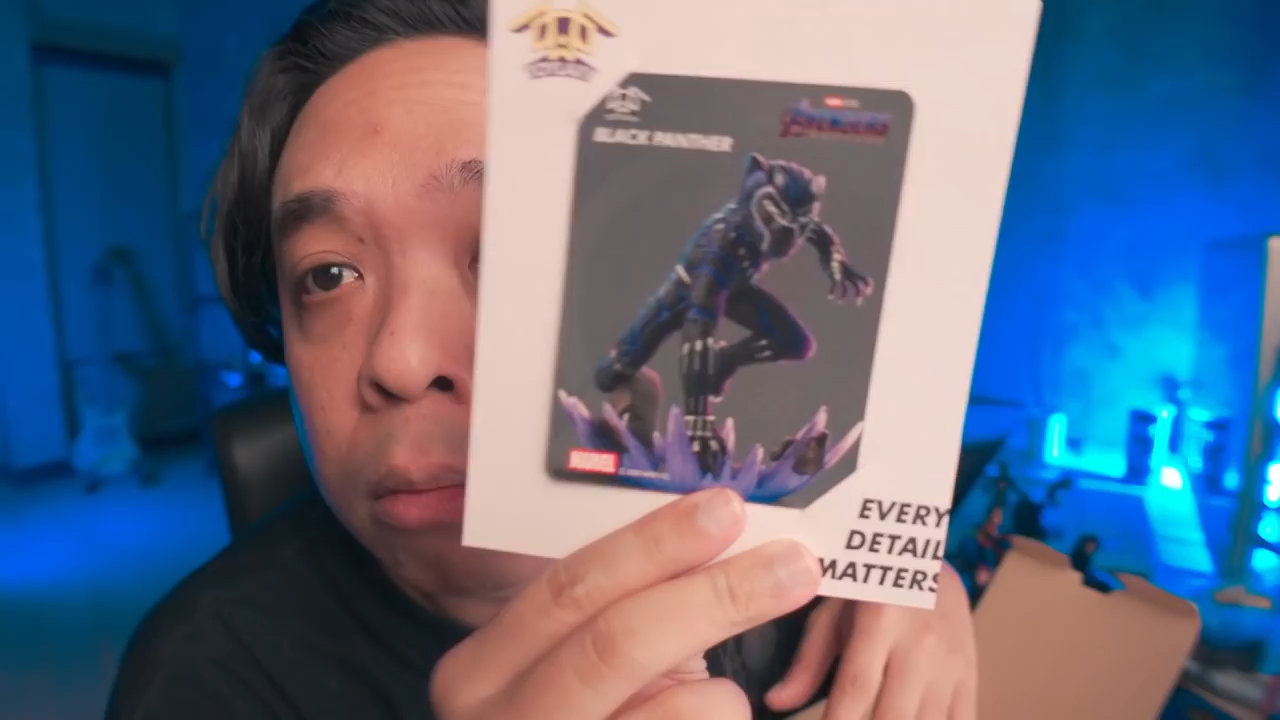 BLACK PANTHER
AVENGERS
MARVEL
EVERY
DETAIL
MATTERS